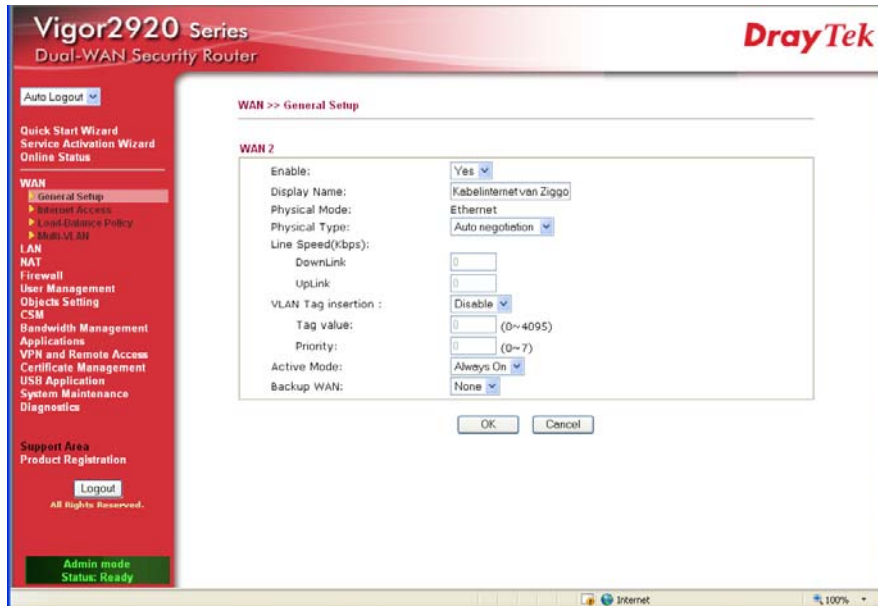 Vigor2920 Series
Dual-WAN Security Router
DrayTek
Auto Logout
Quick Start Wizard
Service Activation Wizard
Online Status
WAN
General Setup
Internet Access
Load-Balance Policy
Multi-VLAN
LAN
NAT
Firewall
User Management
Objects Setting
CSM
Bandwidth Management
Applications
VPN and Remote Access
Certificate Management
USB Application
System Maintenance
Diagnostics
Support Area
Product Registration
Logout
All Rights Reserved.
Admin mode
Status: Ready
WAN >> General Setup
WAN 2
Enable: Yes
Display Name: Kabelinternet van Ziggo
Physical Mode: Ethernet
Physical Type: Auto negotiation
Line Speed(Kbps):
DownLink 0
UpLink 0
VLAN Tag insertion : Disable
Tag value: 0 (0~4095)
Priority: 0 (0~7)
Active Mode: Always On
Backup WAN: None
OK Cancel
Internet 100%